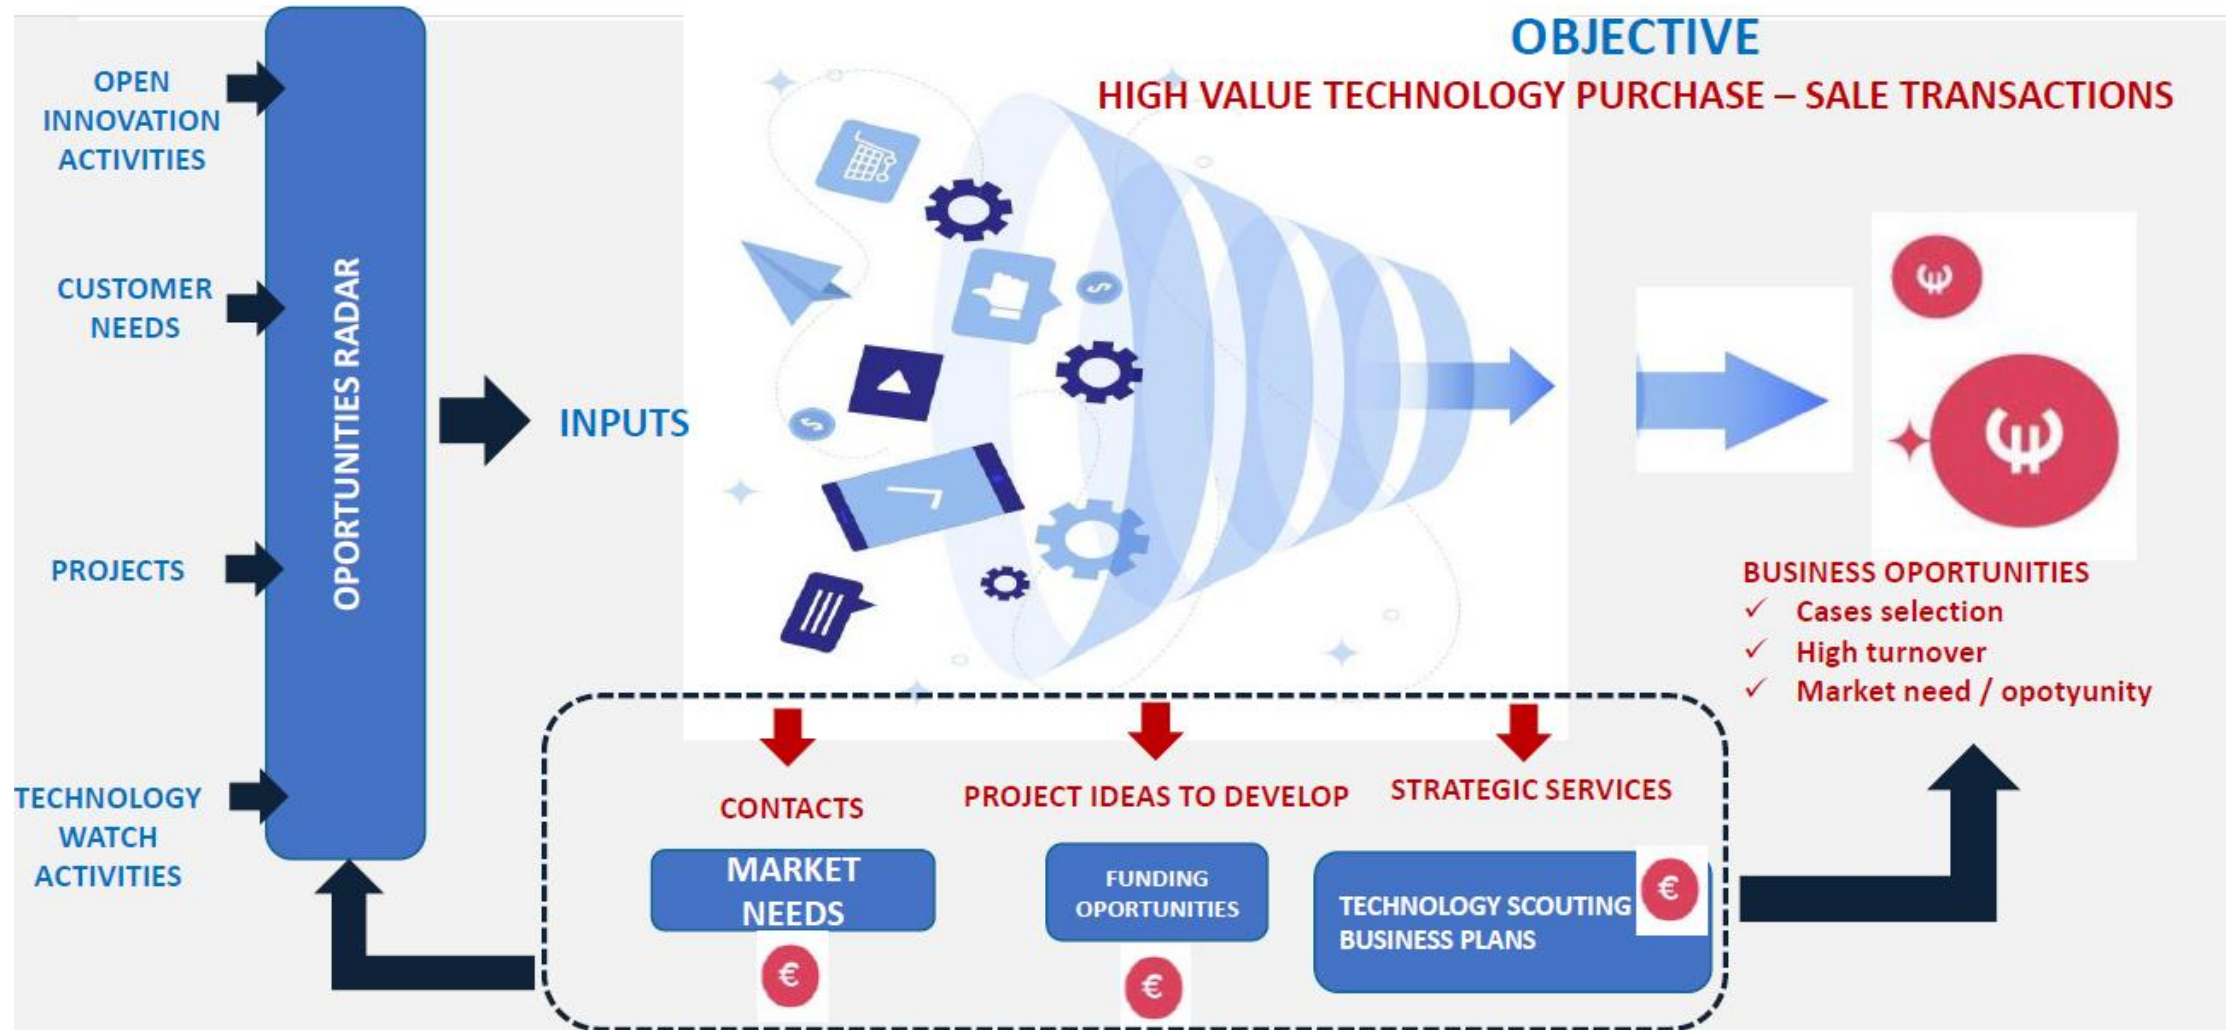 OBJECTIVE
HIGH VALUE TECHNOLOGY PURCHASE – SALE TRANSACTIONS
OPEN
INNOVATION
ACTIVITIES
CUSTOMER
NEEDS
PROJECTS
TECHNOLOGY
WATCH
ACTIVITIES
OPORTUNITIES RADAR
INPUTS
BUSINESS OPORTUNITIES
✓ Cases selection
✓ High turnover
✓ Market need / opotyunity
CONTACTS
MARKET
NEEDS
€
PROJECT IDEAS TO DEVELOP
FUNDING
OPORTUNITIES
€
STRATEGIC SERVICES
TECHNOLOGY SCOUTING
BUSINESS PLANS
€